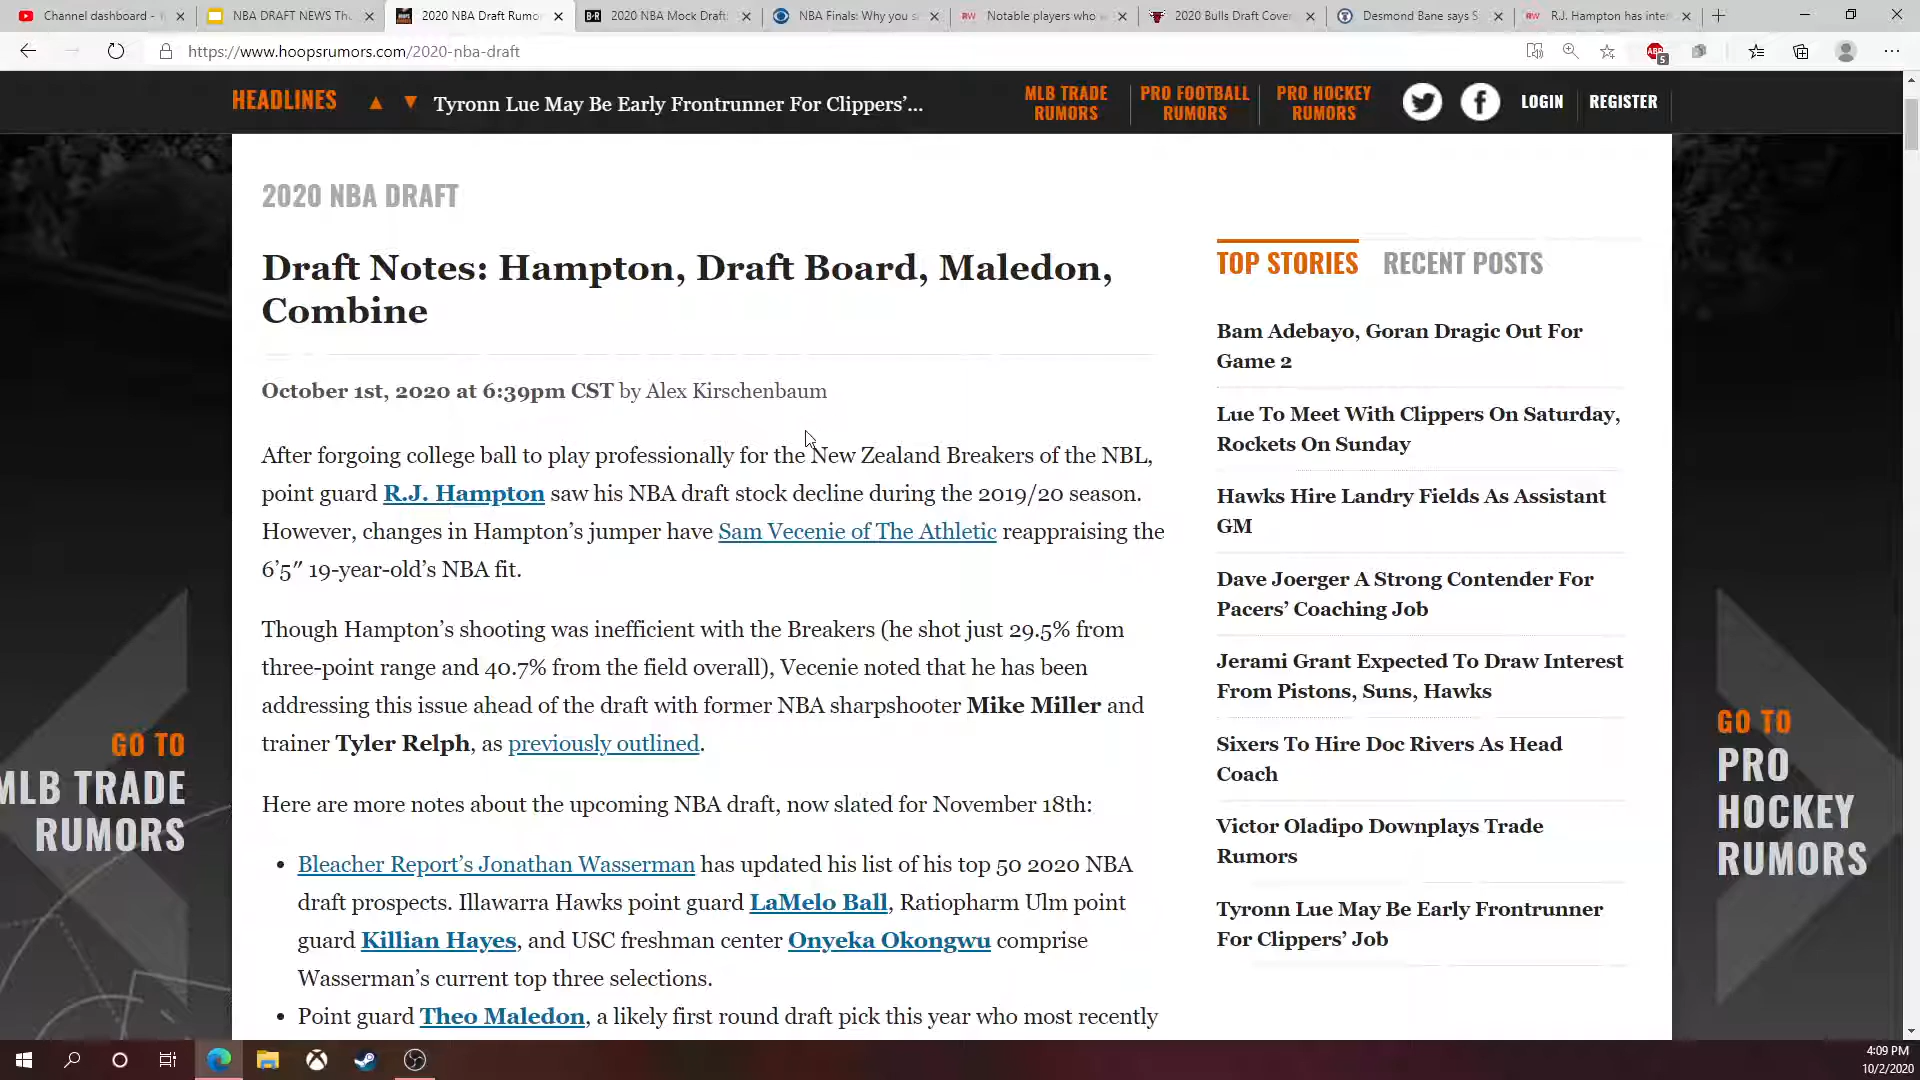 Channel dashboard -
NBA DRAFT NEWS Th
2020 NBA Draft Rumo
B·R
2020 NBA Mock Draft:
NBA Finals: Why you s
RW
Notable players who
2020 Bulls Draft Cover
Desmond Bane says S
RW
R.J. Hampton has inte
https://www.hoopsrumors.com/2020-nba-draft
ABP
5
HEADLINES
Tyronn Lue May Be Early Frontrunner For Clippers'...
MLB TRADE
RUMORS
PRO FOOTBALL
RUMORS
PRO HOCKEY
RUMORS
LOGIN
REGISTER
2020 NBA DRAFT
Draft Notes: Hampton, Draft Board, Maledon,
Combine
October 1st, 2020 at 6:39pm CST by Alex Kirschenbaum
After forgoing college ball to play professionally for the New Zealand Breakers of the NBL,
point guard R.J. Hampton saw his NBA draft stock decline during the 2019/20 season.
However, changes in Hampton's jumper have Sam Vecenie of The Athletic reappraising the
6'5″ 19-year-old's NBA fit.
Though Hampton's shooting was inefficient with the Breakers (he shot just 29.5% from
three-point range and 40.7% from the field overall), Vecenie noted that he has been
addressing this issue ahead of the draft with former NBA sharpshooter Mike Miller and
trainer Tyler Relph, as previously outlined.
Here are more notes about the upcoming NBA draft, now slated for November 18th:
• Bleacher Report's Jonathan Wasserman has updated his list of his top 50 2020 NBA
draft prospects. Illawarra Hawks point guard LaMelo Ball, Ratiopharm Ulm point
guard Killian Hayes, and USC freshman center Onyeka Okongwu comprise
Wasserman's current top three selections.
• Point guard Theo Maledon, a likely first round draft pick this year who most recently
TOP STORIES
RECENT POSTS
Bam Adebayo, Goran Dragic Out For
Game 2
Lue To Meet With Clippers On Saturday,
Rockets On Sunday
Hawks Hire Landry Fields As Assistant
GM
Dave Joerger A Strong Contender For
Pacers' Coaching Job
Jerami Grant Expected To Draw Interest
From Pistons, Suns, Hawks
Sixers To Hire Doc Rivers As Head
Coach
Victor Oladipo Downplays Trade
Rumors
Tyronn Lue May Be Early Frontrunner
For Clippers' Job
GO TO
MLB TRADE
RUMORS
GO TO
PRO
HOCKEY
RUMORS
4:09 PM
10/2/2020